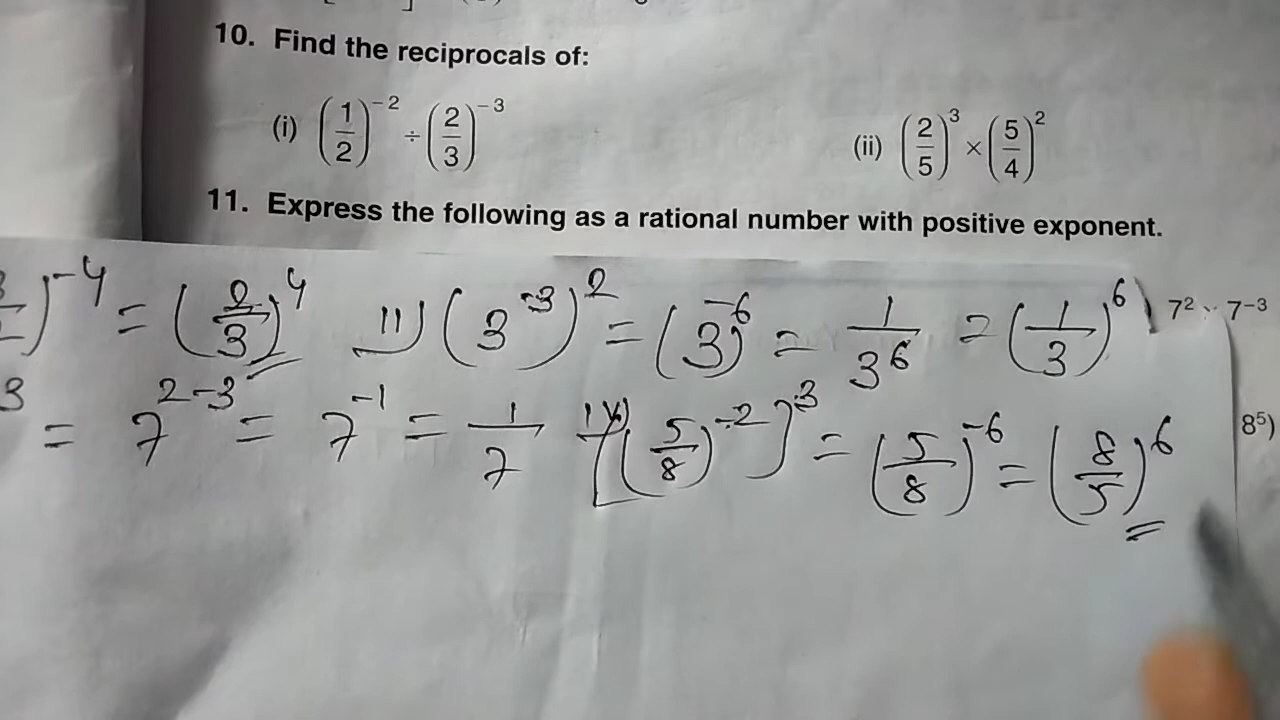 10. Find the reciprocals of:
(i) (1/2)^-2 ÷ (2/3)^-3 (ii) (2/5)^3 × (5/4)^2
11. Express the following as a rational number with positive exponent.
)^-4 = (2/3)^4 II) (3^-3)^2 = (3)^-6 = 1/3^6 = (1/3)^6 7^2 × 7^-3
3 = 7^2-3 = 7^-1 = 1/7 IV) [(5/8)^-2]^3 = (5/8)^-6 = (8/5)^6 8^5)